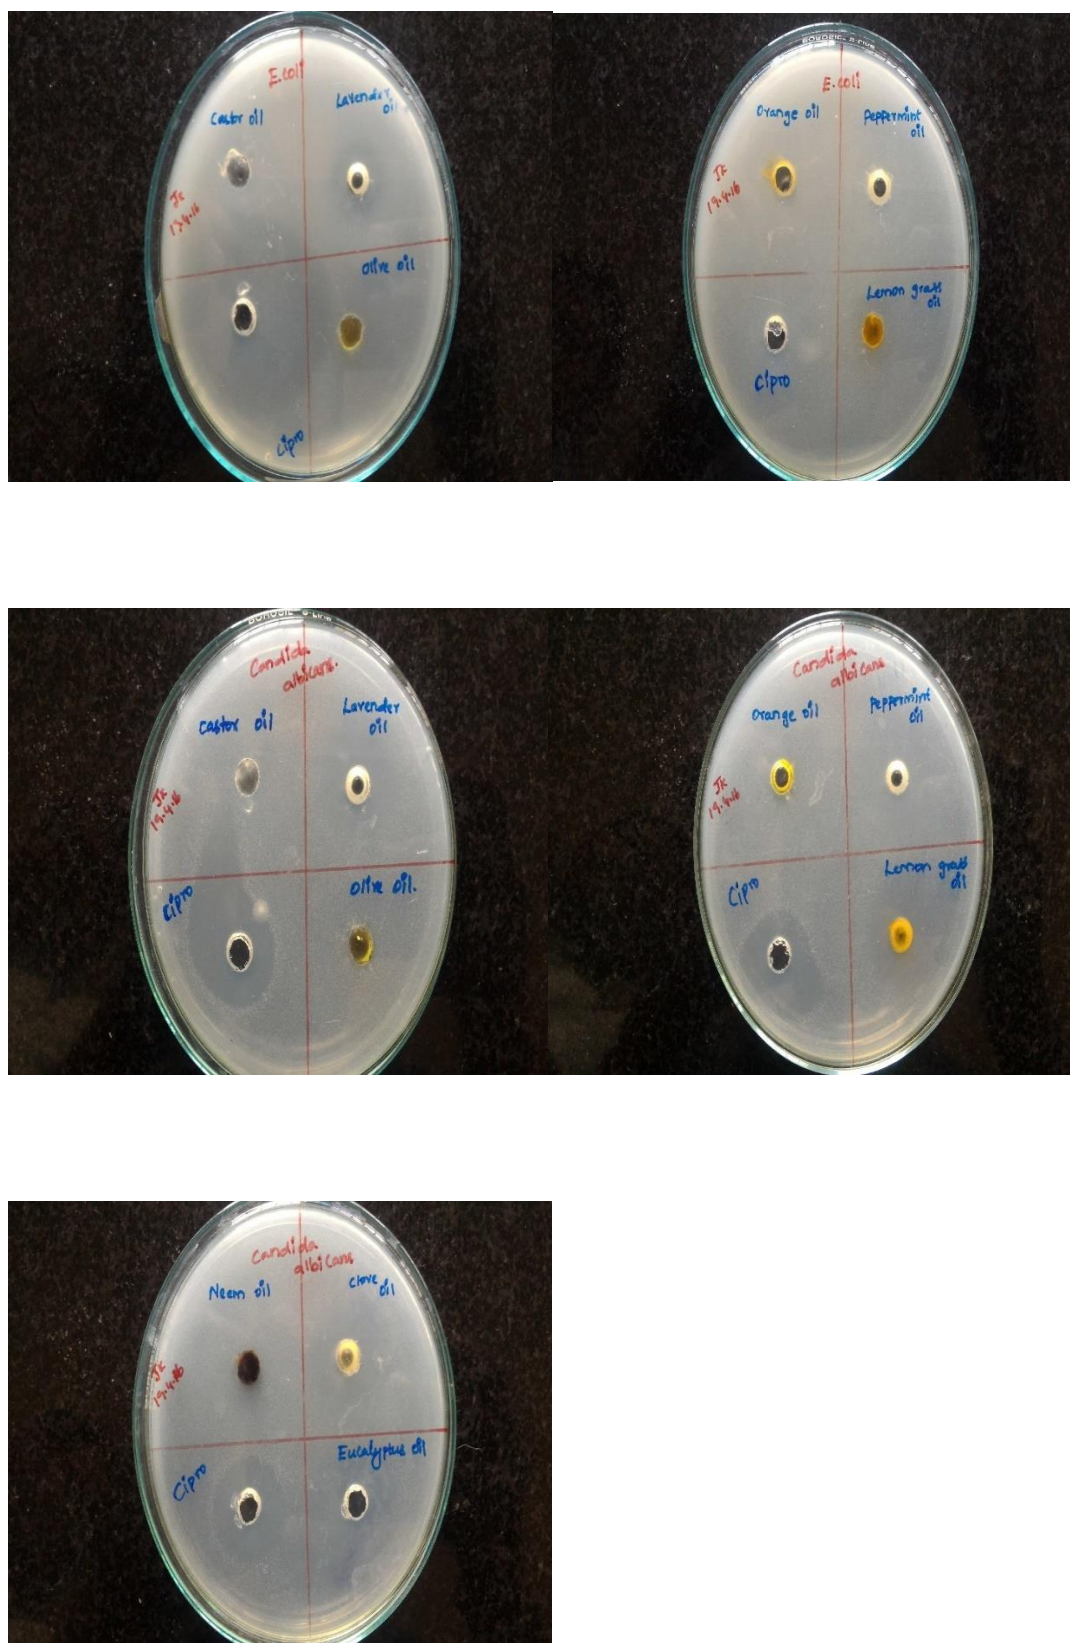 E.coli
Castor oil
Lavender
oil
JK
19.4.16
Olive oil
Cipro
E.coli
Orange oil
Peppermint
oil
JK
19.4.16
Lemon grass
oil
Cipro
Candida
albicans.
Castor oil
Lavender
oil
JK
19.4.16
Cipro
Olive oil.
Candida
albicans
Orange oil
Peppermint
oil
JK
19.4.16
Cipro
Lemon grass
oil
Candida
albicans
Neem oil
clove
oil
JK
19.4.16
Cipro
Eucalyptus oil